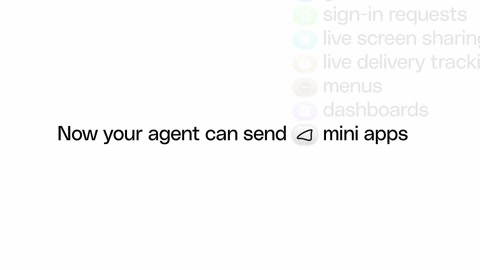 sign-in requests
live screen sharing
live delivery tracki
menus
dashboards
Now your agent can send mini apps